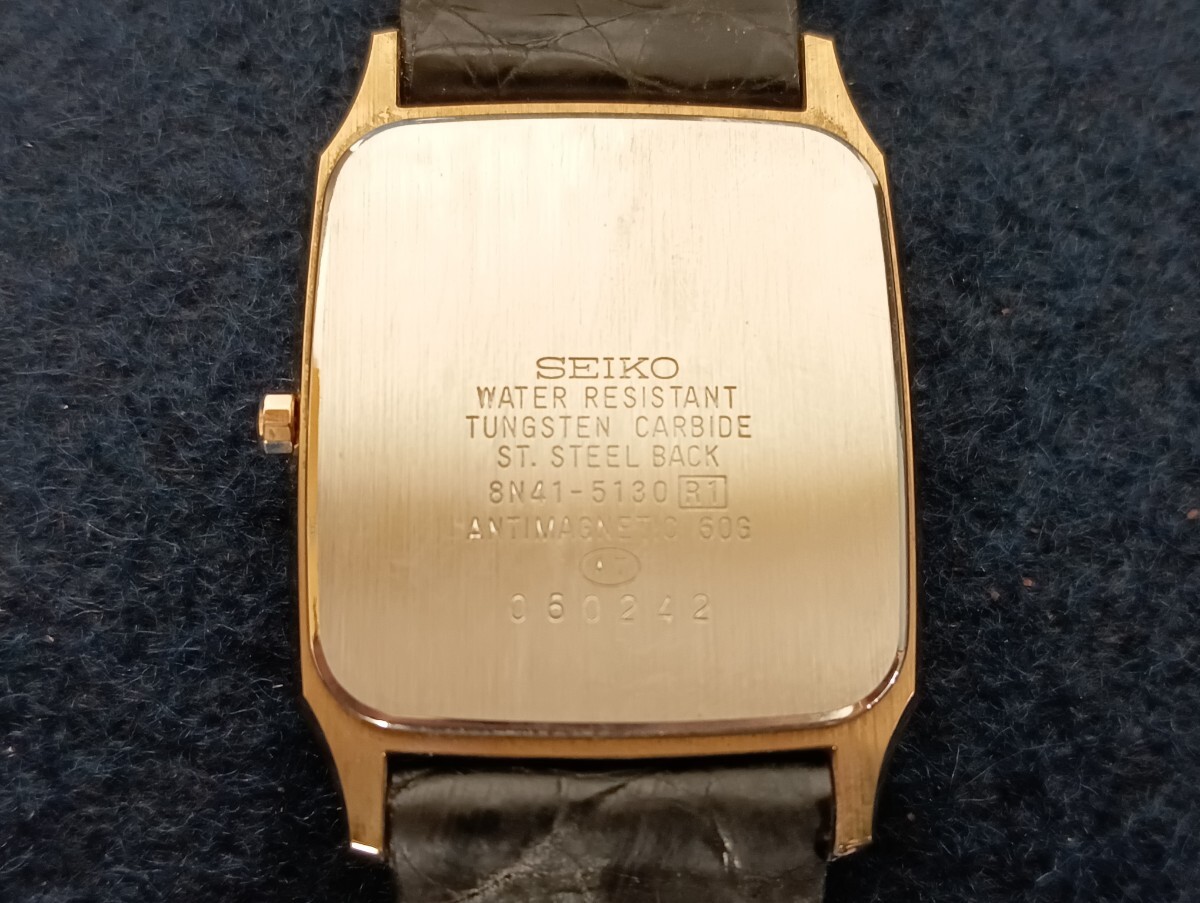 SEIKO
WATER RESISTANT
TUNGSTEN CARBIDE
ST. STEEL BACK
8N41-5130 R1
ANTIMAGNETIC 60G
060242